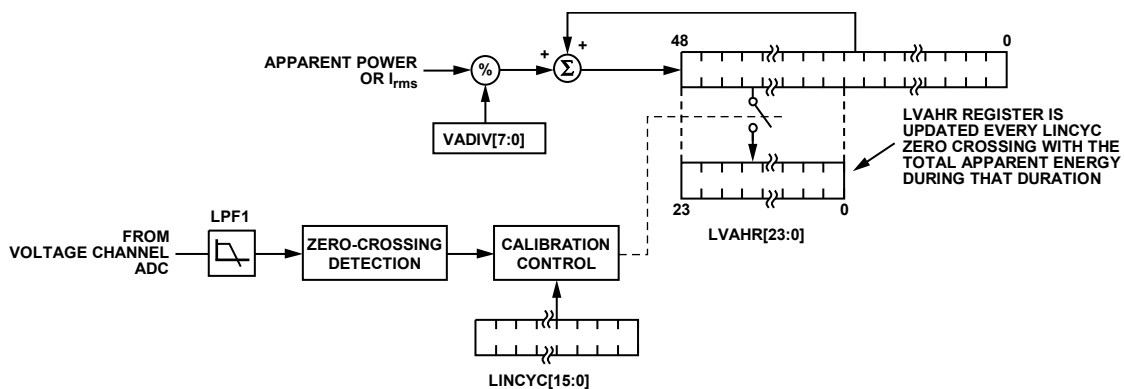 48
0
+
+
APPARENT POWER
OR Irms
%
Σ
VADIV[7:0]
LVAHR REGISTER IS
UPDATED EVERY LINCYC
ZERO CROSSING WITH THE
TOTAL APPARENT ENERGY
DURING THAT DURATION
23
0
LVAHR[23:0]
LPF1
FROM
VOLTAGE CHANNEL
ADC
ZERO-CROSSING
DETECTION
CALIBRATION
CONTROL
LINCYC[15:0]